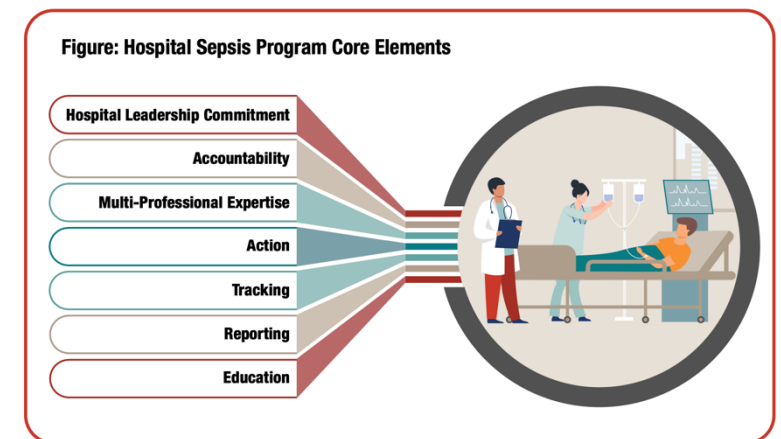 Figure: Hospital Sepsis Program Core Elements
Hospital Leadership Commitment
Accountability
Multi-Professional Expertise
Action
Tracking
Reporting
Education